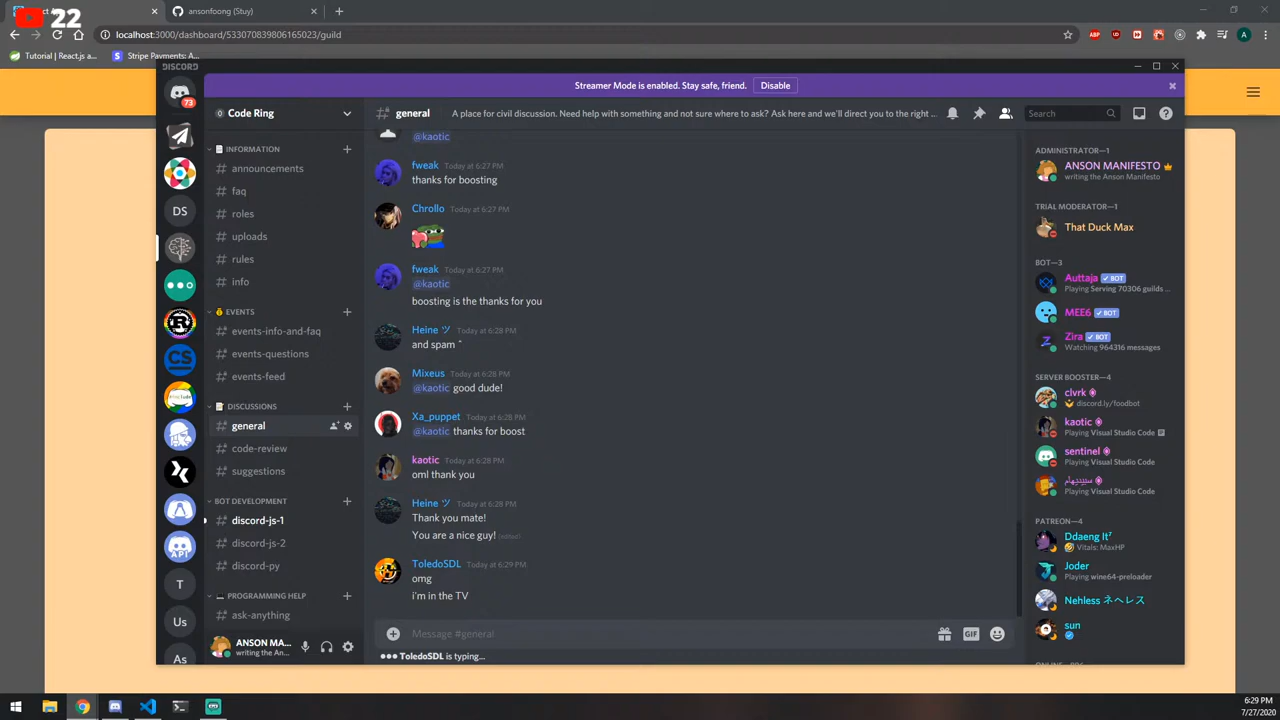 22
ansonfoong (Stuy)
localhost:3000/dashboard/533070839806165023/guild
ABP
A
Tutorial | React.js a...
Stripe Payments: A...
DISCORD
Streamer Mode is enabled. Stay safe, friend.
Disable
73
DS
T
Us
As
Code Ring
INFORMATION
announcements
faq
roles
uploads
rules
info
EVENTS
events-info-and-faq
events-questions
events-feed
DISCUSSIONS
general
code-review
suggestions
BOT DEVELOPMENT
discord-js-1
discord-js-2
discord-py
PROGRAMMING HELP
ask-anything
ANSON MA...
writing the An...
general
A place for civil discussion. Need help with something and not sure where to ask? Ask here and we'll direct you to the right ...
Search
@kaotic
fweak Today at 6:27 PM
thanks for boosting
Chrollo Today at 6:27 PM
fweak Today at 6:27 PM
@kaotic
boosting is the thanks for you
Heine ツ Today at 6:28 PM
and spam ^
Mixeus Today at 6:28 PM
@kaotic good dude!
Xa_puppet Today at 6:28 PM
@kaotic thanks for boost
kaotic Today at 6:28 PM
oml thank you
Heine ツ Today at 6:28 PM
Thank you mate!
You are a nice guy! (edited)
ToledoSDL Today at 6:29 PM
omg
i'm in the TV
Message #general
GIF
ToledoSDL is typing...
ADMINISTRATOR—1
ANSON MANIFESTO
writing the Anson Manifesto
TRIAL MODERATOR—1
That Duck Max
BOT—3
Auttaja ✓ BOT
Playing Serving 70306 guilds ...
MEE6 ✓ BOT
Zira ✓ BOT
Watching 964316 messages
SERVER BOOSTER—4
clvrk
discord.ly/foodbot
kaotic
Playing Visual Studio Code
sentinel
Playing Visual Studio Code
Playing Visual Studio Code
PATREON—4
Ddaeng It⁷
Vitals: MaxHP
Joder
Playing wine64-preloader
Nehless ネヘレス
sun
6:29 PM
7/27/2020